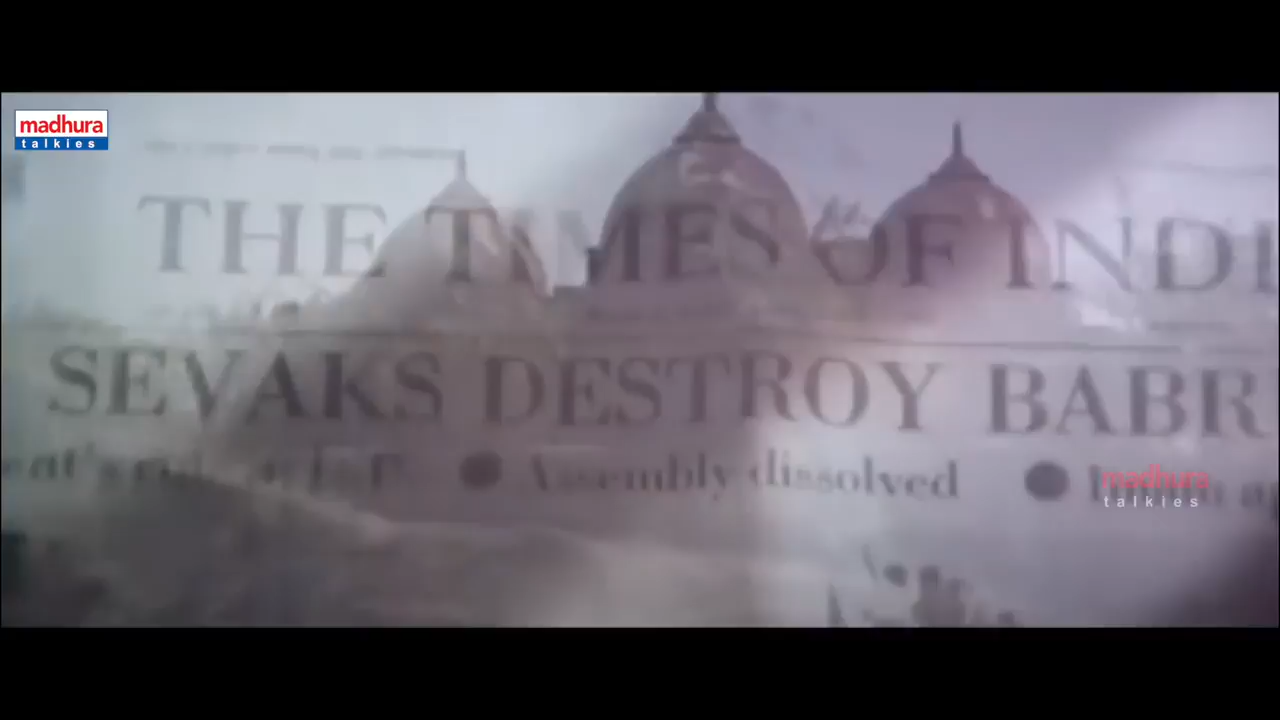 madhura
talkies
THE TIMES OF INDI
SEVAKS DESTROY BABR
Assembly dissolved
madhura
talkies